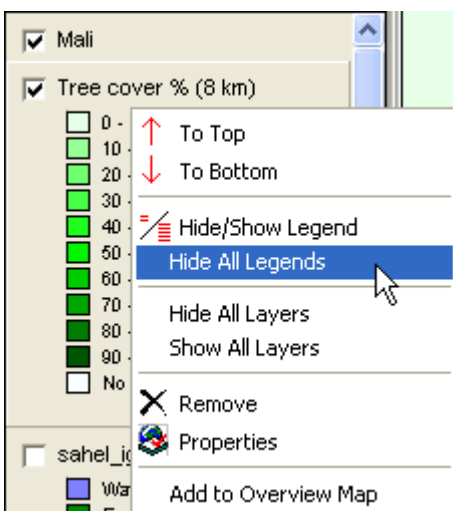 Mali
Tree cover % (8 km)
0 -
10 -
20 -
30 -
40 -
50 -
60 -
70 -
80 -
90 -
No
To Top
To Bottom
Hide/Show Legend
Hide All Legends
Hide All Layers
Show All Layers
Remove
Properties
Add to Overview Map